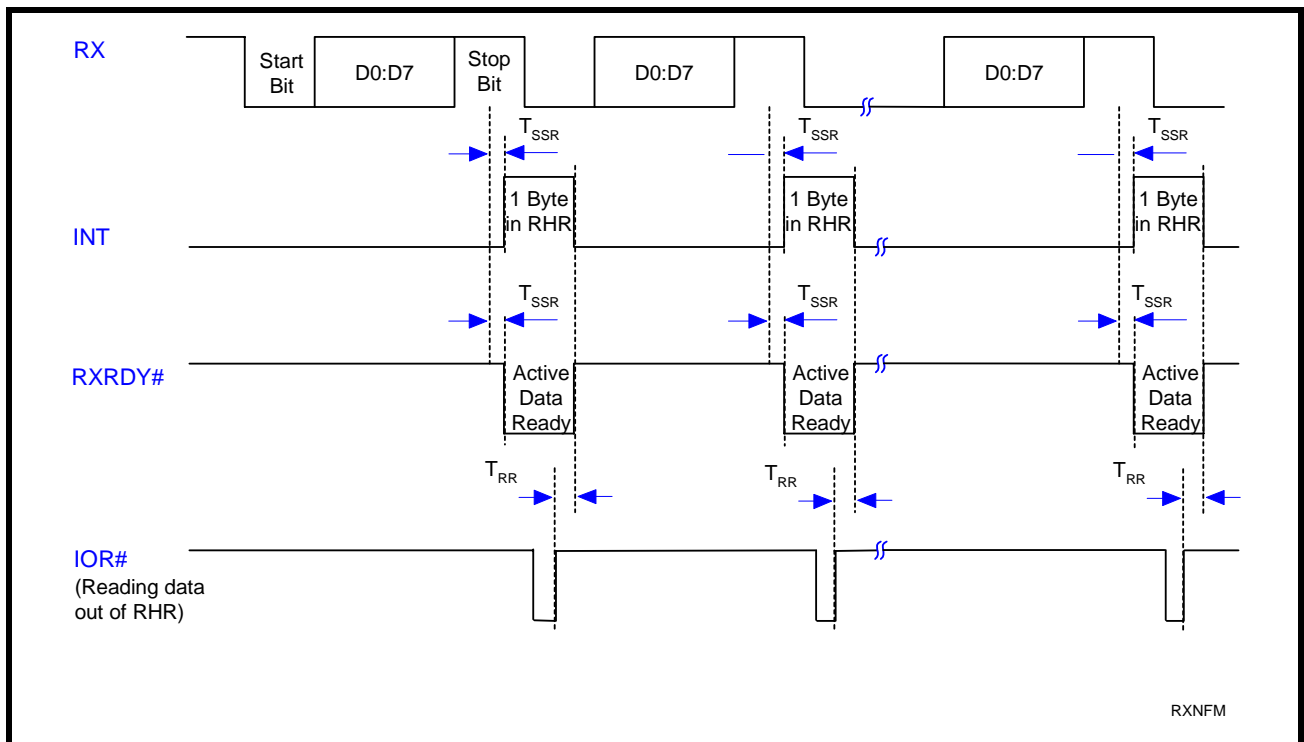 RX
Start
Bit
D0:D7
Stop
Bit
D0:D7
D0:D7
TSSR
TSSR
TSSR
1 Byte
in RHR
1 Byte
in RHR
1 Byte
in RHR
INT
TSSR
TSSR
TSSR
RXRDY#
Active
Data
Ready
Active
Data
Ready
Active
Data
Ready
TRR
TRR
TRR
IOR#
(Reading data
out of RHR)
RXNFM